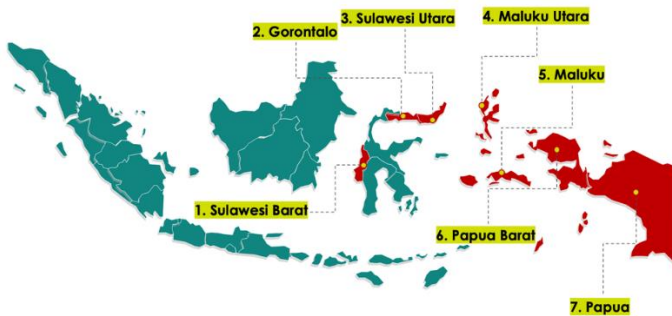 1. Sulawesi Barat
2. Gorontalo
3. Sulawesi Utara
4. Maluku Utara
5. Maluku
6. Papua Barat
7. Papua